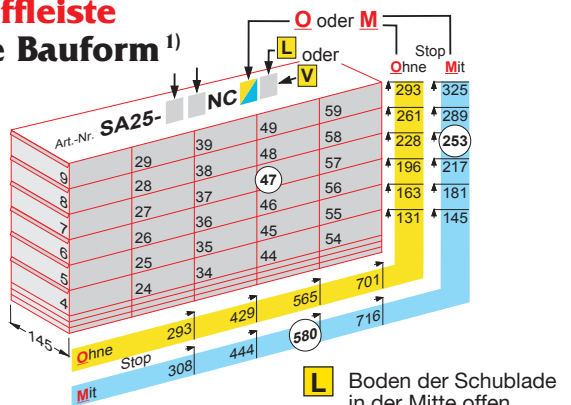 ffleiste
e Bauform 1)
O oder M
L oder
V
Stop
Ohne Mit
Art.-Nr. SA25- NC
293 325
261 289
228 253
196 217
163 181
131 145
9 29 39 49 59
8 28 38 48 58
7 27 37 47 57
6 26 36 46 56
5 25 35 45 55
4 24 34 44 54
145
Ohne 293 429 565 701
Stop
Mit 308 444 580 716
L Boden der Schublade
in der Mitte offen